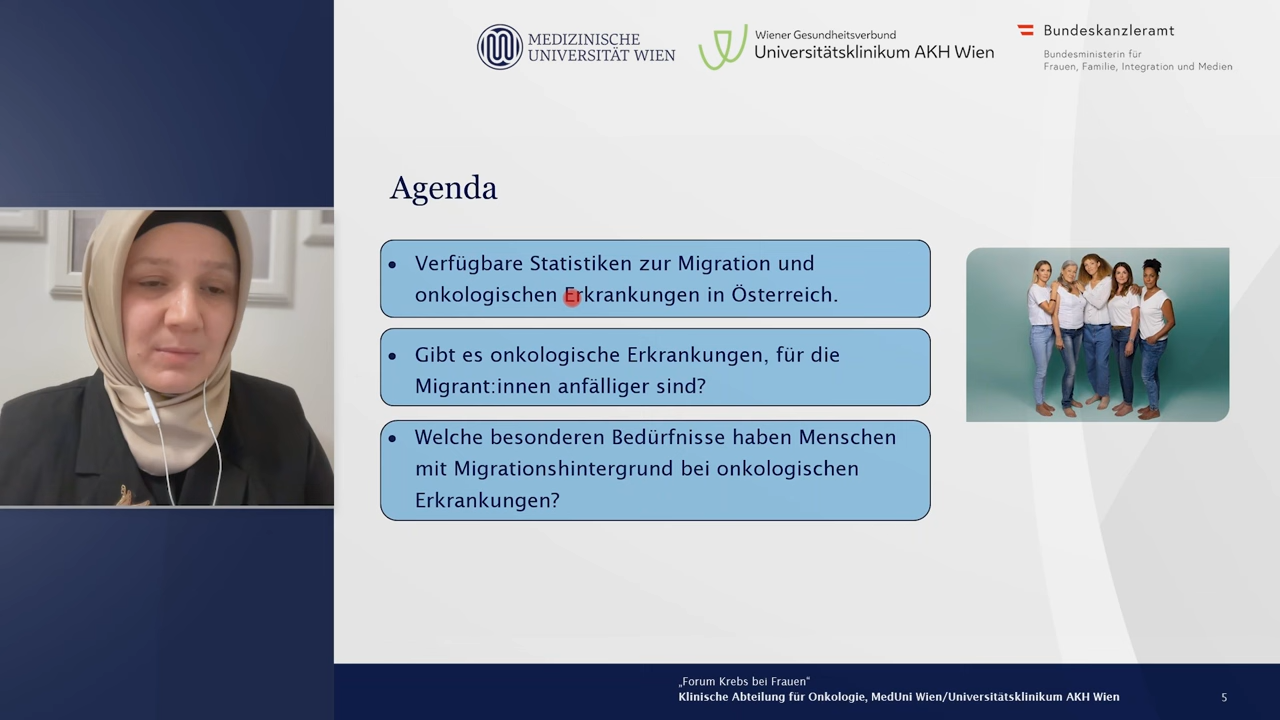 MEDIZINISCHE
UNIVERSITÄT WIEN
Wiener Gesundheitsverbund
Universitätsklinikum AKH Wien
Bundeskanzleramt
Bundesministerin für
Frauen, Familie, Integration und Medien
Agenda
• Verfügbare Statistiken zur Migration und
onkologischen Erkrankungen in Österreich.
• Gibt es onkologische Erkrankungen, für die
Migrant:innen anfälliger sind?
• Welche besonderen Bedürfnisse haben Menschen
mit Migrationshintergrund bei onkologischen
Erkrankungen?
„Forum Krebs bei Frauen“
Klinische Abteilung für Onkologie, MedUni Wien/Universitätsklinikum AKH Wien
5